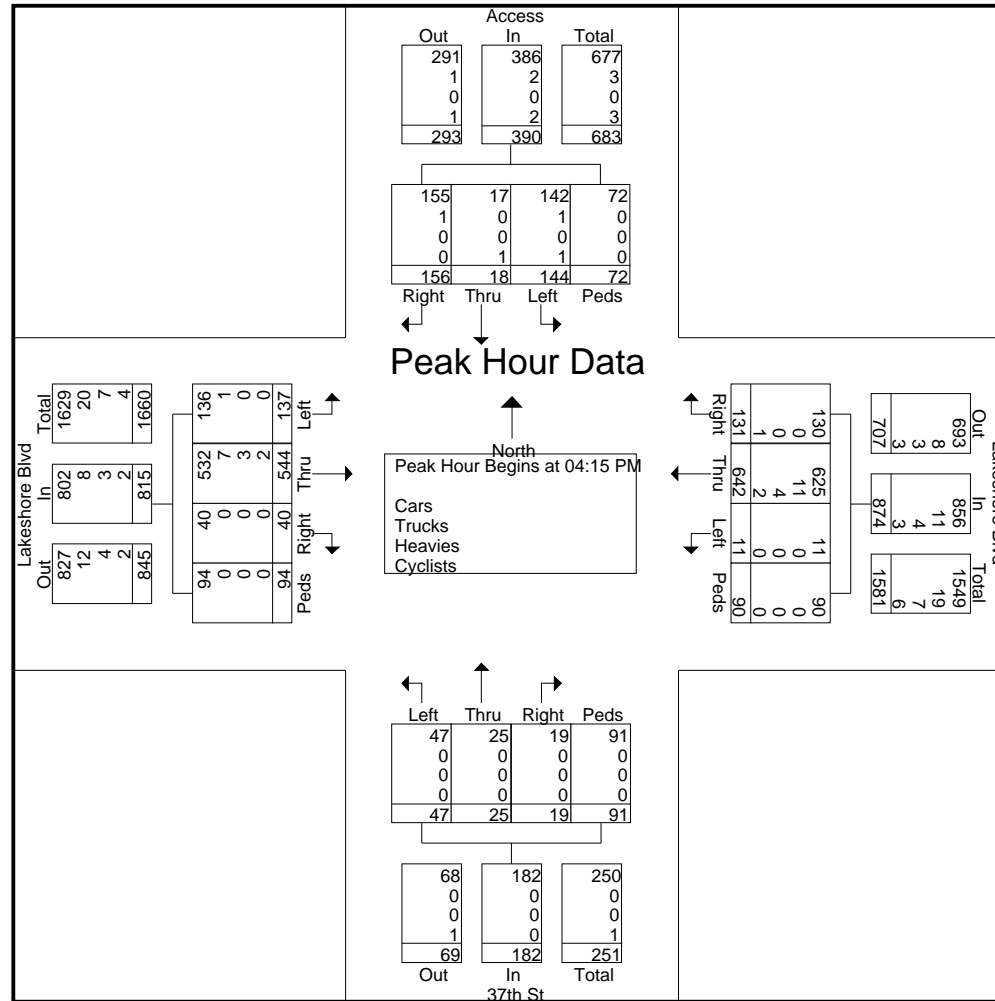 Access
Out In Total
291 386 677
1 2 3
0 0 0
1 2 3
293 390 683
155 17 142 72
1 0 1 0
0 0 0 0
0 1 1 0
156 18 144 72
Right Thru Left Peds
Peak Hour Data
North
Peak Hour Begins at 04:15 PM
Cars
Trucks
Heavies
Cyclists
Lakeshore Blvd
Out In Total
827 802 1629
12 8 20
4 3 7
2 2 4
845 815 1660
94 40 532 136
0 0 7 1
0 0 3 0
0 0 2 0
94 40 544 137
Peds Right Thru Left
Lakeshore Blvd
Out In Total
693 856 1549
8 11 19
3 4 7
3 3 6
707 874 1581
130 625 11 90
0 11 0 0
0 4 0 0
1 2 0 0
131 642 11 90
Right Thru Left Peds
Left Thru Right Peds
47 25 19 91
0 0 0 0
0 0 0 0
0 0 0 0
47 25 19 91
68 182 250
0 0 0
0 0 0
1 0 1
69 182 251
Out In Total
37th St